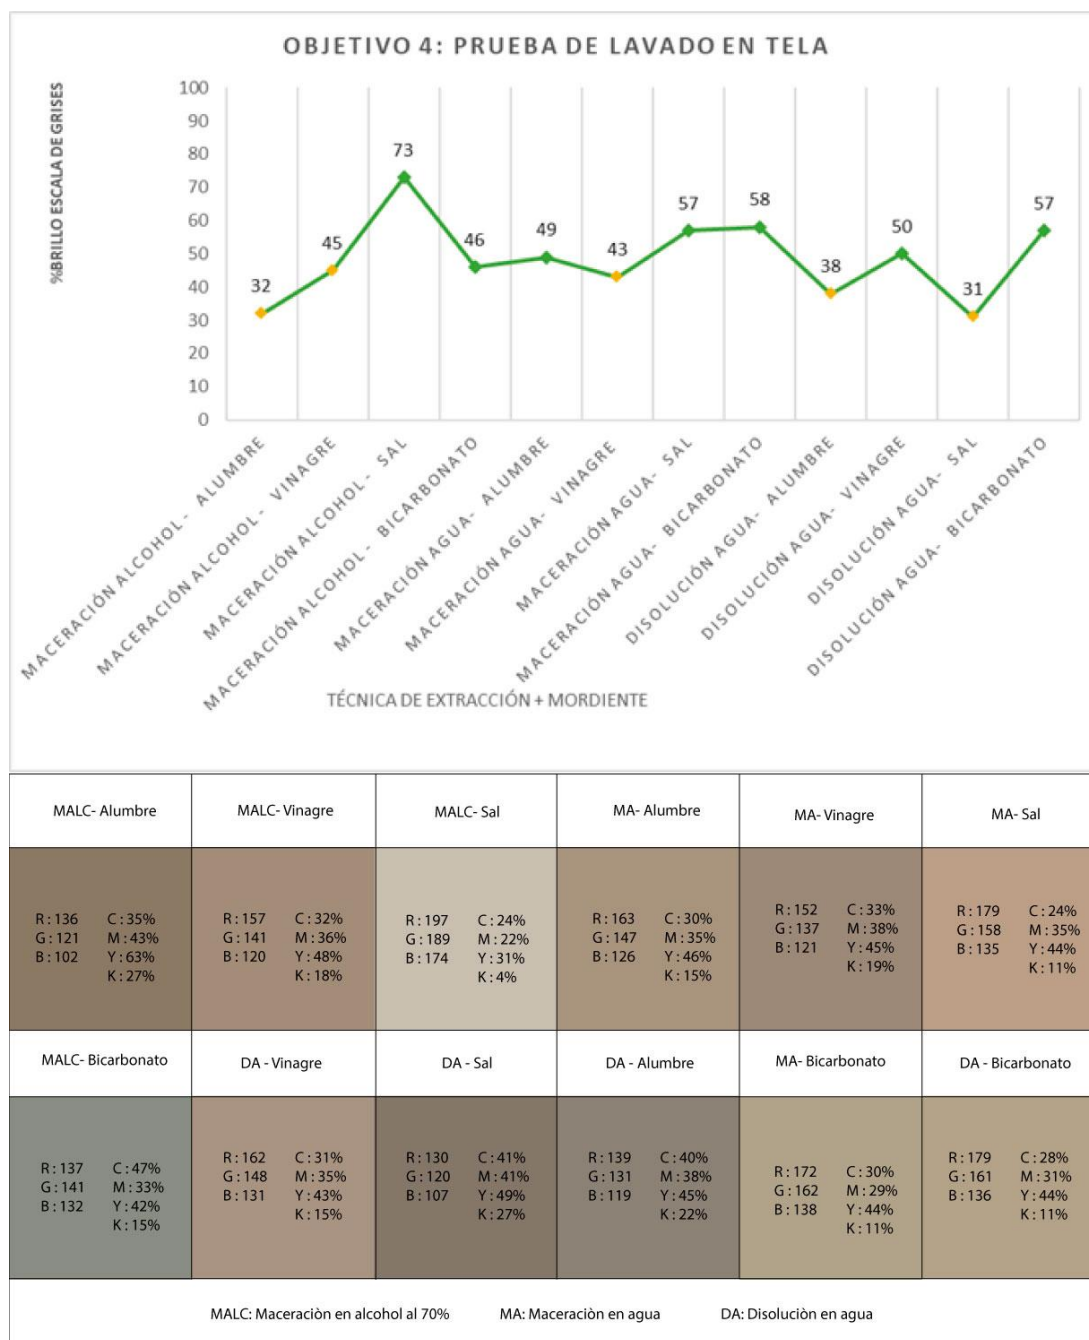 OBJETIVO 4: PRUEBA DE LAVADO EN TELA
%BRILLO ESCALA DE GRISES
100
90
80
70
60
50
40
30
20
10
0
32
45
73
46
49
43
57
58
38
50
31
57
MACERACIÓN ALCOHOL - ALUMBRE
MACERACIÓN ALCOHOL - VINAGRE
MACERACIÓN ALCOHOL - SAL
MACERACIÓN ALCOHOL - BICARBONATO
MACERACIÓN AGUA- ALUMBRE
MACERACIÓN AGUA- VINAGRE
MACERACIÓN AGUA- SAL
MACERACIÓN AGUA- BICARBONATO
DISOLUCIÓN AGUA- ALUMBRE
DISOLUCIÓN AGUA- VINAGRE
DISOLUCIÓN AGUA- SAL
DISOLUCIÓN AGUA- BICARBONATO
TÉCNICA DE EXTRACCIÓN + MORDIENTE
MALC- Alumbre MALC- Vinagre MALC- Sal MA- Alumbre MA- Vinagre MA- Sal
R : 136 C : 35%
G : 121 M : 43%
B : 102 Y : 63%
K : 27%
R : 157 C : 32%
G : 141 M : 36%
B : 120 Y : 48%
K : 18%
R : 197 C : 24%
G : 189 M : 22%
B : 174 Y : 31%
K : 4%
R : 163 C : 30%
G : 147 M : 35%
B : 126 Y : 46%
K : 15%
R : 152 C : 33%
G : 137 M : 38%
B : 121 Y : 45%
K : 19%
R : 179 C : 24%
G : 158 M : 35%
B : 135 Y : 44%
K : 11%
MALC- Bicarbonato DA - Vinagre DA - Sal DA - Alumbre MA- Bicarbonato DA - Bicarbonato
R : 137 C : 47%
G : 141 M : 33%
B : 132 Y : 42%
K : 15%
R : 162 C : 31%
G : 148 M : 35%
B : 131 Y : 43%
K : 15%
R : 130 C : 41%
G : 120 M : 41%
B : 107 Y : 49%
K : 27%
R : 139 C : 40%
G : 131 M : 38%
B : 119 Y : 45%
K : 22%
R : 172 C : 30%
G : 162 M : 29%
B : 138 Y : 44%
K : 11%
R : 179 C : 28%
G : 161 M : 31%
B : 136 Y : 44%
K : 11%
MALC: Maceraciòn en alcohol al 70% MA: Maceraciòn en agua DA: Disoluciòn en agua